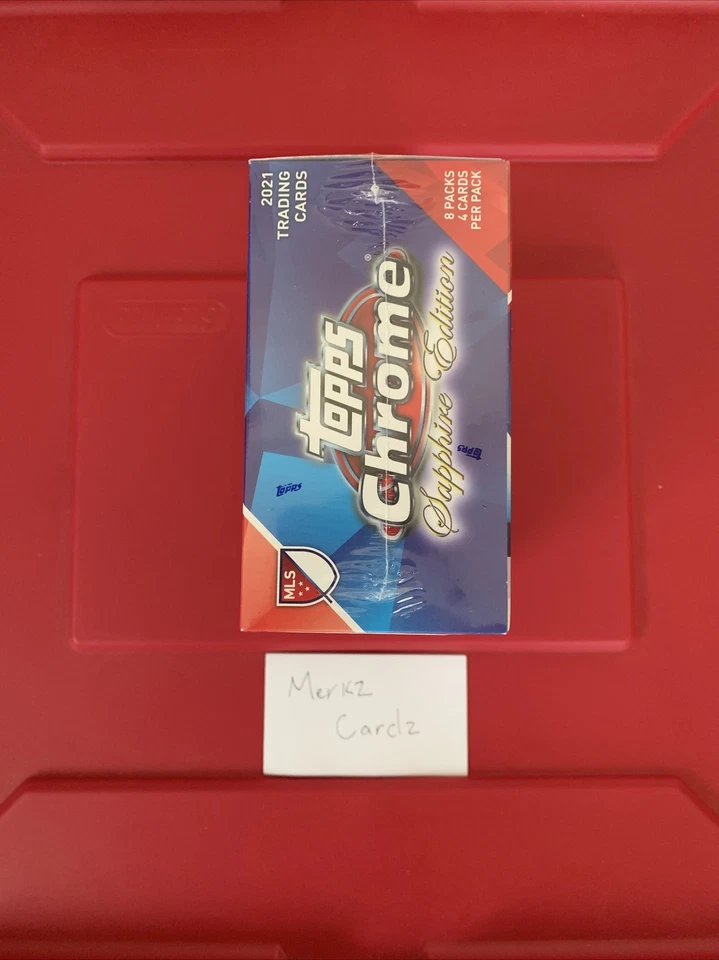 2021
TRADING
CARDS
8 PACKS
4 CARDS
PER PACK
Topps
Chrome®
Sapphire Edition
Topps
Topps
MLS
Merkz
Cardz